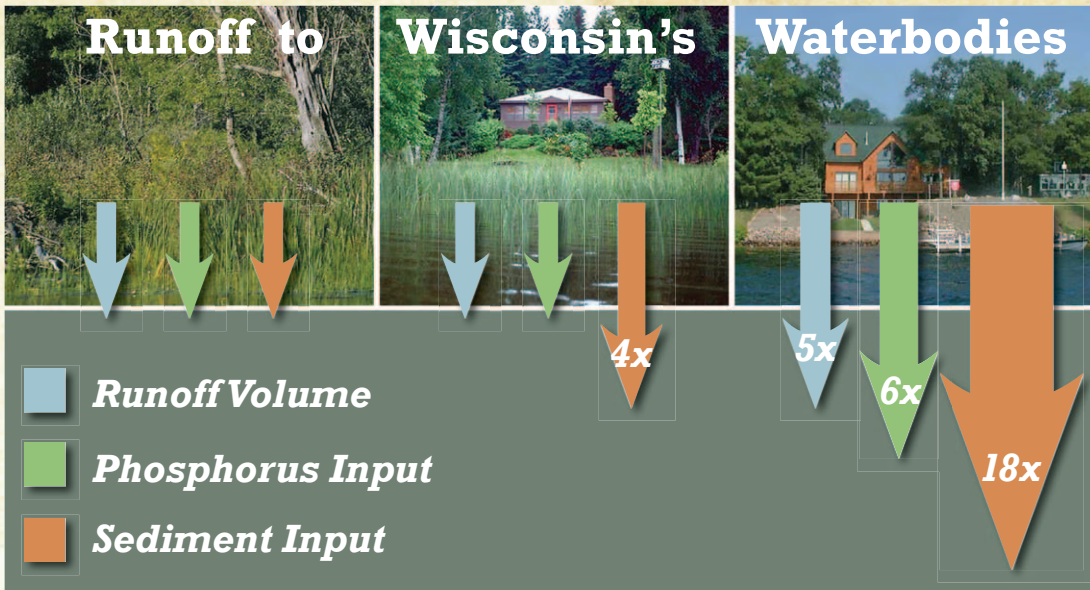 Runoff to Wisconsin's Waterbodies
4x
5x
6x
18x
Runoff Volume
Phosphorus Input
Sediment Input